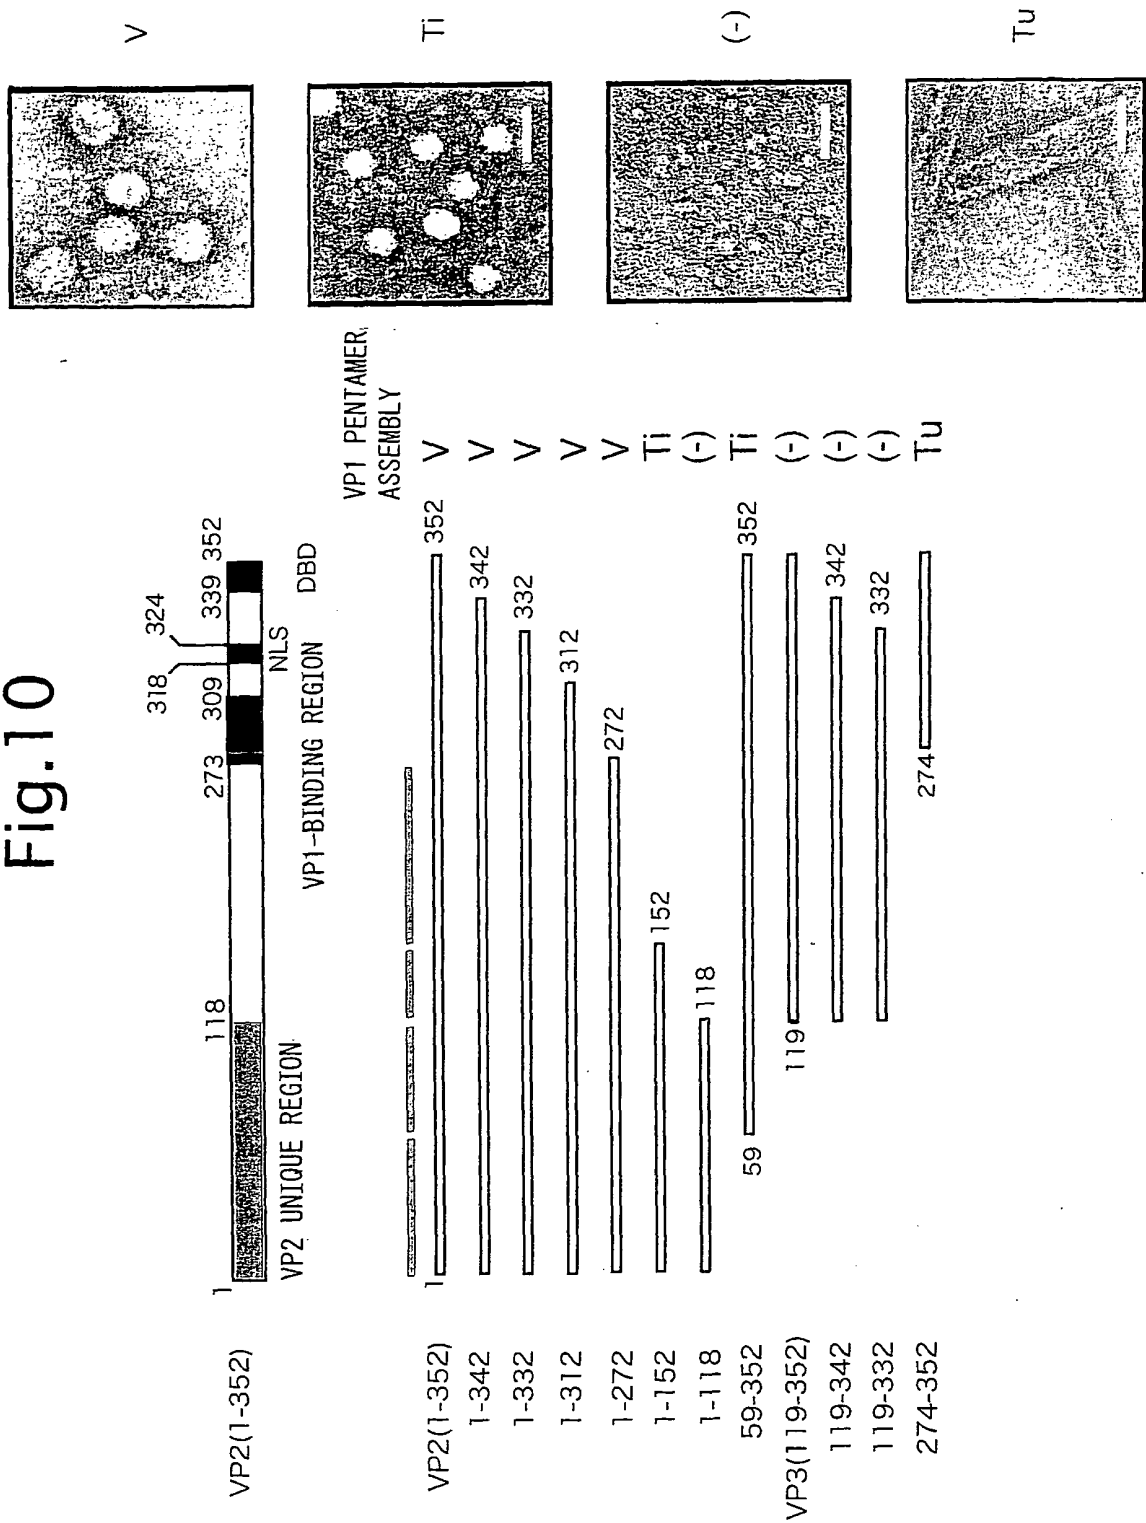 Fig.10
VP2(1-352)
1
118
273
309
318
324
339
352
VP2 UNIQUE REGION
VP1-BINDING REGION
NLS
DBD
VP1 PENTAMER
ASSEMBLY
VP2(1-352) 1 352 V
1-342 342 V
1-332 332 V
1-312 312 V
1-272 272 V
1-152 152 Ti
1-118 118 (-)
59-352 59 352 Ti
VP3(119-352) 119 (-)
119-342 342 (-)
119-332 332 (-)
274-352 274 Tu
V
Ti
(-)
Tu